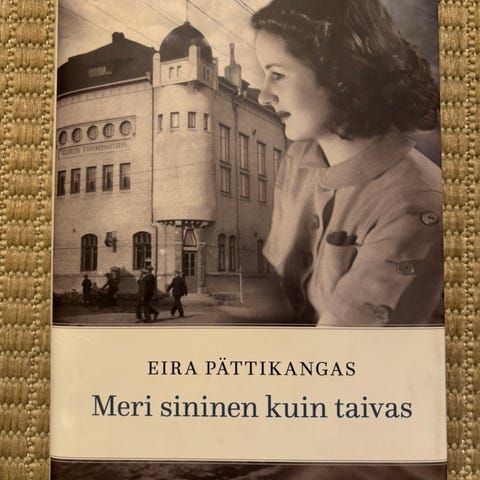 EIRA PÄTTIKANGAS
Meri sininen kuin taivas